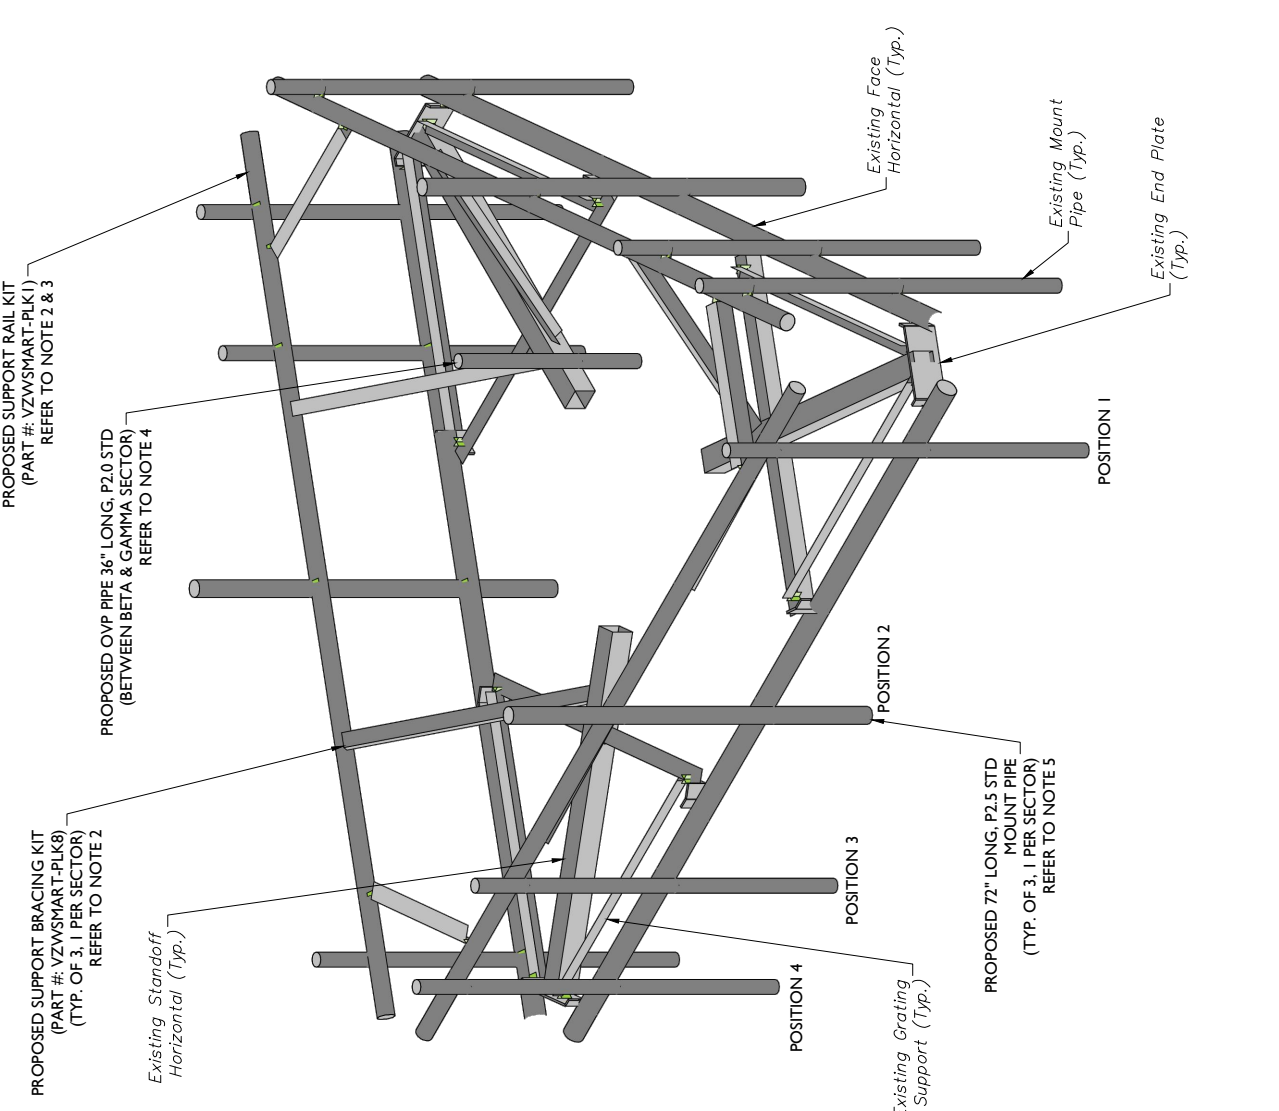 PROPOSED SUPPORT RAIL KIT
(PART #: VZWSMART-PLK1)
REFER TO NOTE 2 & 3
PROPOSED OVP PIPE 36" LONG, P2.0 STD
(BETWEEN BETA & GAMMA SECTOR)
REFER TO NOTE 4
PROPOSED SUPPORT BRACING KIT
(PART #: VZWSMART-PLK8)
(TYP. OF 3, 1 PER SECTOR)
REFER TO NOTE 2
Existing Standoff
Horizontal (Typ.)
Existing Face
Horizontal (Typ.)
Existing Mount
Pipe (Typ.)
Existing End Plate
(Typ.)
POSITION 1
POSITION 2
POSITION 3
POSITION 4
PROPOSED 72" LONG, P2.5 STD
MOUNT PIPE
(TYP. OF 3, 1 PER SECTOR)
REFER TO NOTE 5
Existing Grating
Support (Typ.)